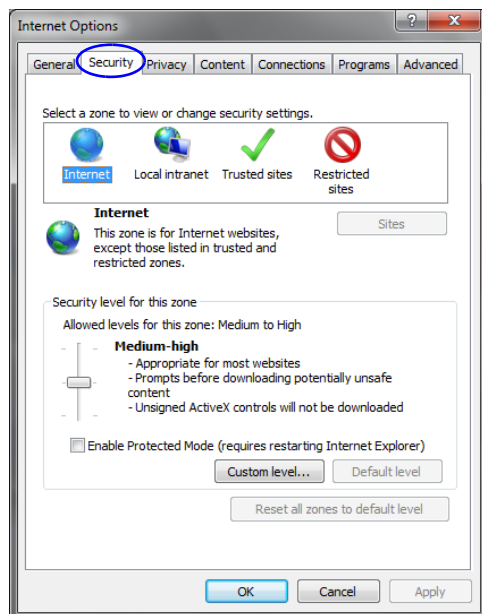 Internet Options
General Security Privacy Content Connections Programs Advanced
Select a zone to view or change security settings.
Internet Local intranet Trusted sites Restricted
sites
Internet
Sites
This zone is for Internet websites,
except those listed in trusted and
restricted zones.
Security level for this zone
Allowed levels for this zone: Medium to High
Medium-high
- Appropriate for most websites
- Prompts before downloading potentially unsafe
content
- Unsigned ActiveX controls will not be downloaded
Enable Protected Mode (requires restarting Internet Explorer)
Custom level... Default level
Reset all zones to default level
OK Cancel Apply